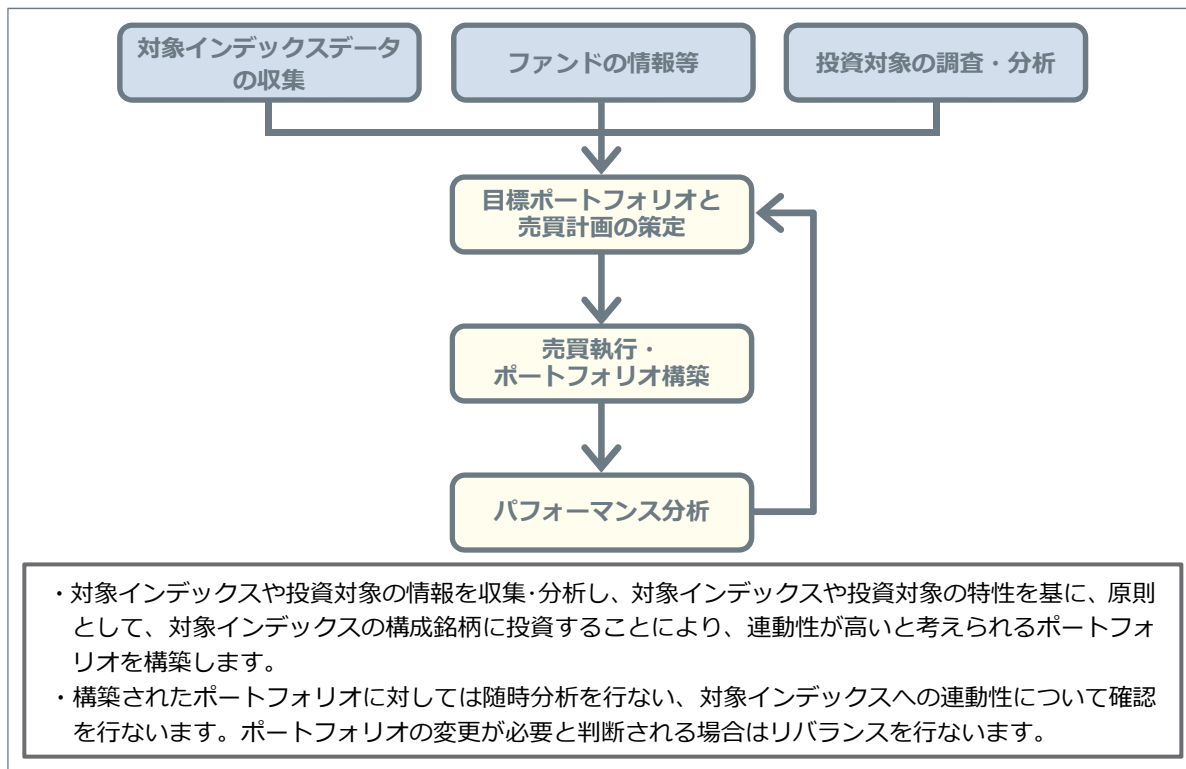 対象インデックスデータ
の収集
ファンドの情報等
投資対象の調査・分析
目標ポートフォリオと
売買計画の策定
売買執行・
ポートフォリオ構築
パフォーマンス分析
・対象インデックスや投資対象の情報を収集･分析し、対象インデックスや投資対象の特性を基に、原則
として、対象インデックスの構成銘柄に投資することにより、連動性が高いと考えられるポートフォ
リオを構築します。
・構築されたポートフォリオに対しては随時分析を行ない、対象インデックスへの連動性について確認
を行ないます。ポートフォリオの変更が必要と判断される場合はリバランスを行ないます。